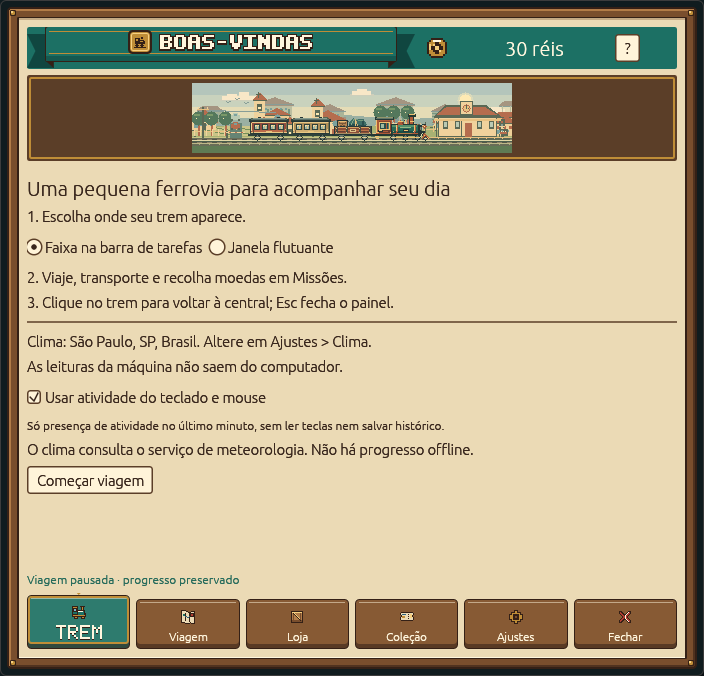 BOAS-VINDAS
30 réis
?
Uma pequena ferrovia para acompanhar seu dia
1. Escolha onde seu trem aparece.
Faixa na barra de tarefas Janela flutuante
2. Viaje, transporte e recolha moedas em Missões.
3. Clique no trem para voltar à central; Esc fecha o painel.
Clima: São Paulo, SP, Brasil. Altere em Ajustes > Clima.
As leituras da máquina não saem do computador.
Usar atividade do teclado e mouse
Só presença de atividade no último minuto, sem ler teclas nem salvar histórico.
O clima consulta o serviço de meteorologia. Não há progresso offline.
Começar viagem
Viagem pausada · progresso preservado
TREM
Viagem
Loja
Coleção
Ajustes
Fechar